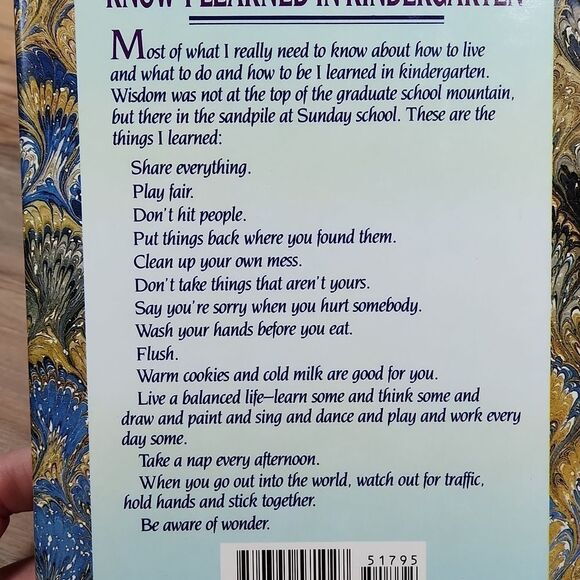 KNOW I LEARNED IN KINDERGARTEN
Most of what I really need to know about how to live
and what to do and how to be I learned in kindergarten.
Wisdom was not at the top of the graduate school mountain,
but there in the sandpile at Sunday school. These are the
things I learned:
Share everything.
Play fair.
Don't hit people.
Put things back where you found them.
Clean up your own mess.
Don't take things that aren't yours.
Say you're sorry when you hurt somebody.
Wash your hands before you eat.
Flush.
Warm cookies and cold milk are good for you.
Live a balanced life—learn some and think some and
draw and paint and sing and dance and play and work every
day some.
Take a nap every afternoon.
When you go out into the world, watch out for traffic,
hold hands and stick together.
Be aware of wonder.
51795